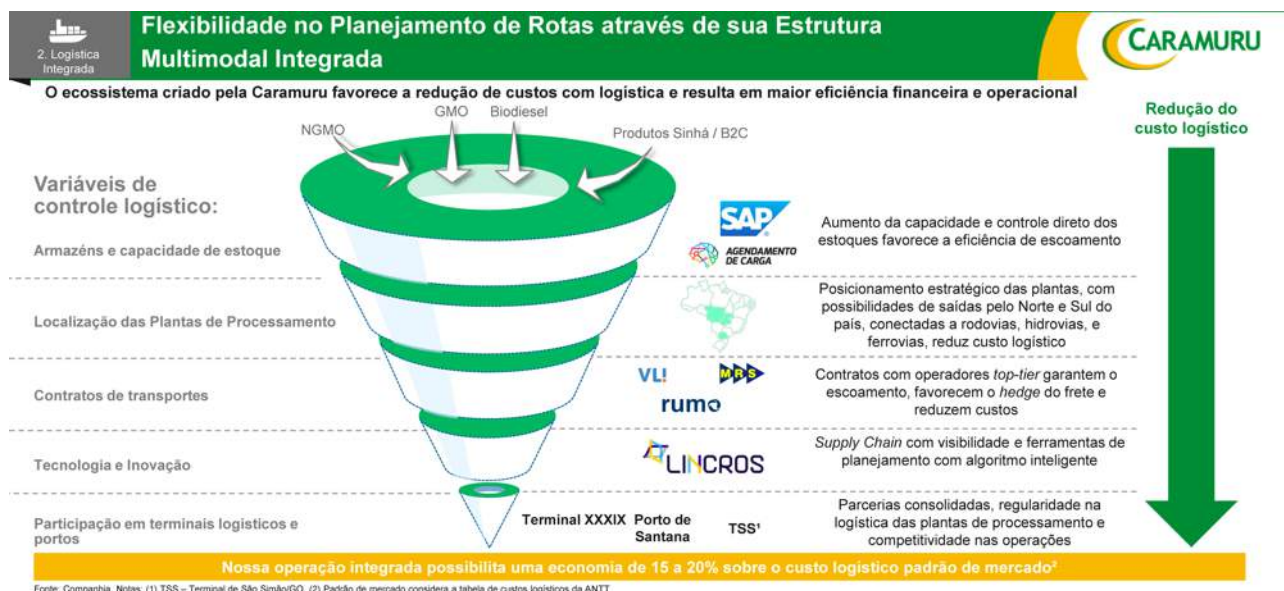 2. Logística
Integrada
Flexibilidade no Planejamento de Rotas através de sua Estrutura
Multimodal Integrada
CARAMURU
O ecossistema criado pela Caramuru favorece a redução de custos com logística e resulta em maior eficiência financeira e operacional
Redução do
custo logístico
NGMO
GMO
Biodiesel
Produtos Sinhá / B2C
Variáveis de
controle logístico:
Armazéns e capacidade de estoque
SAP
AGENDAMENTO
DE CARGA
Aumento da capacidade e controle direto dos
estoques favorece a eficiência de escoamento
Localização das Plantas de Processamento
Posicionamento estratégico das plantas, com
possibilidades de saídas pelo Norte e Sul do
país, conectadas a rodovias, hidrovias, e
ferrovias, reduz custo logístico
Contratos de transportes
VL!
MRS
rumo
Contratos com operadores top-tier garantem o
escoamento, favorecem o hedge do frete e
reduzem custos
Tecnologia e Inovação
LINCROS
Supply Chain com visibilidade e ferramentas de
planejamento com algoritmo inteligente
Participação em terminais logisticos e
portos
Terminal XXXIX
Porto de
Santana
TSS¹
Parcerias consolidadas, regularidade na
logística das plantas de processamento e
competitividade nas operações
Nossa operação integrada possibilita uma economia de 15 a 20% sobre o custo logístico padrão de mercado²
Fonte: Companhia. Notas: (1) TSS – Terminal de São Simão/GO. (2) Padrão de mercado considera a tabela de custos logísticos da ANTT